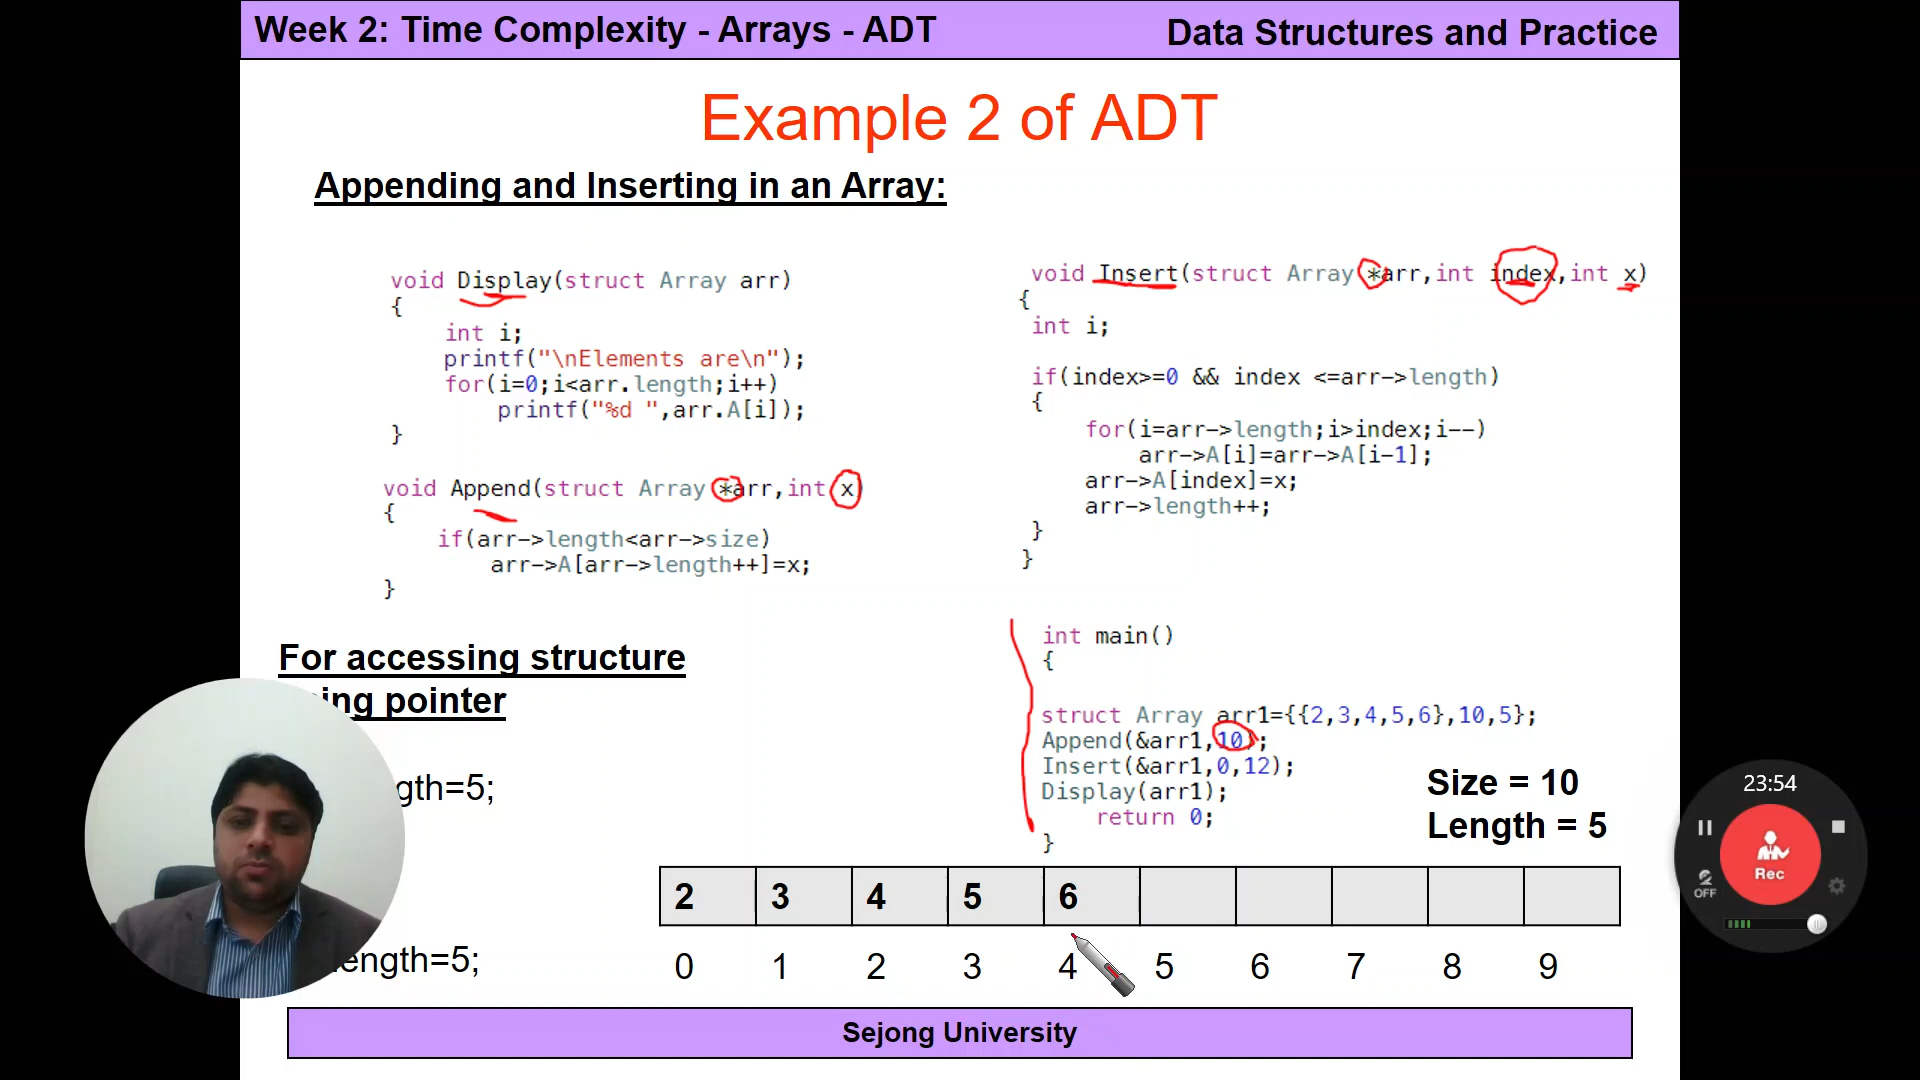 Week 2: Time Complexity - Arrays - ADT
Data Structures and Practice
Example 2 of ADT
Appending and Inserting in an Array:
void Display(struct Array arr)
{
int i;
printf("\nElements are\n");
for(i=0;i<arr.length;i++)
printf("%d ",arr.A[i]);
}
void Append(struct Array *arr,int x)
{
if(arr->length<arr->size)
arr->A[arr->length++]=x;
}
void Insert(struct Array *arr,int index,int x)
{
int i;
if(index>=0 && index <=arr->length)
{
for(i=arr->length;i>index;i--)
arr->A[i]=arr->A[i-1];
arr->A[index]=x;
arr->length++;
}
}
For accessing structure
ing pointer
gth=5;
length=5;
int main()
{
struct Array arr1={{2,3,4,5,6},10,5};
Append(&arr1,10);
Insert(&arr1,0,12);
Display(arr1);
return 0;
}
Size = 10
Length = 5
2 3 4 5 6
0 1 2 3 4 5 6 7 8 9
Sejong University
23:54
Rec
OFF